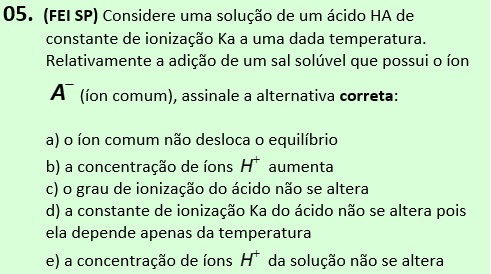 05. (FEI SP) Considere uma solução de um ácido HA de
constante de ionização Ka a uma dada temperatura.
Relativamente a adição de um sal solúvel que possui o íon
A⁻ (íon comum), assinale a alternativa correta:
a) o íon comum não desloca o equilíbrio
b) a concentração de íons H⁺ aumenta
c) o grau de ionização do ácido não se altera
d) a constante de ionização Ka do ácido não se altera pois
ela depende apenas da temperatura
e) a concentração de íons H⁺ da solução não se altera